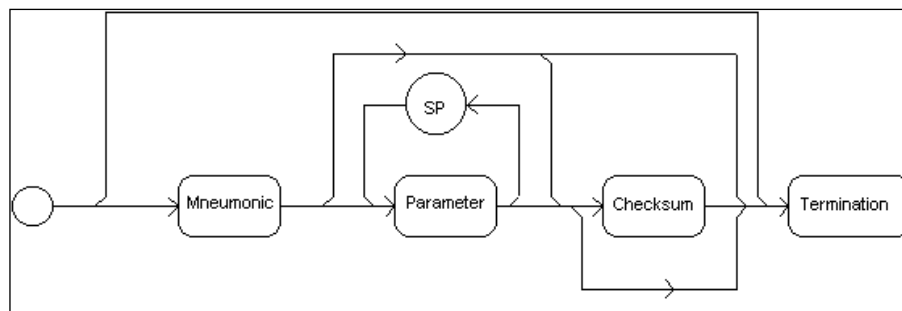 SP
Mneumonic
Parameter
Checksum
Termination